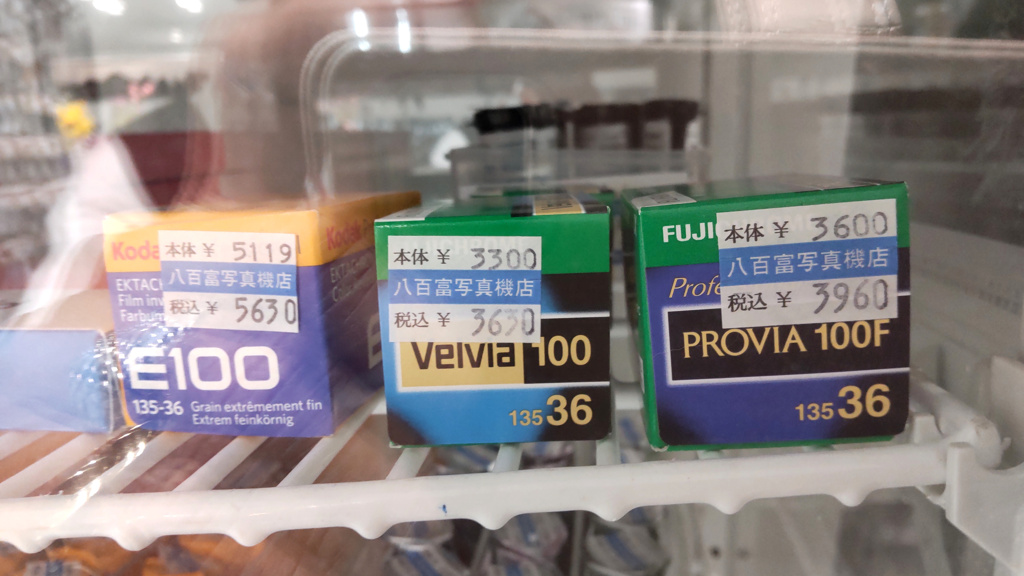 Koda
本体 ¥ 5119
八百富写真機店
税込 ¥ 5630
EKTACH
Film inv
Farbum
E100
135-36 Grain extrêmement fin
Extrem feinkörnig
Kodak
EKTAC
本体 ¥ 3300
八百富写真機店
税込 ¥ 3630
Velvia 100
135 36
FUJI
本体 ¥ 3600
八百富写真機店
税込 ¥ 3960
Profe
PROVIA 100F
135 36